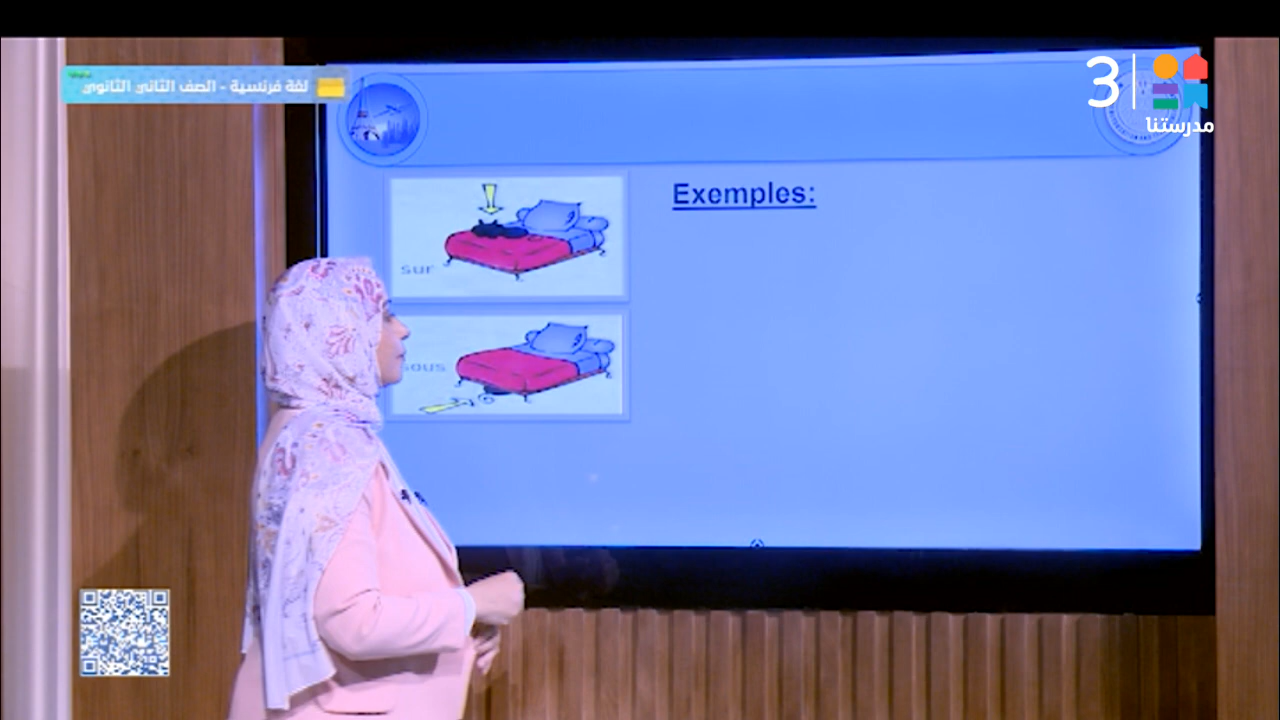 لغة فرنسية - الصف الثاني الثانوي
3
مدرستنا
Exemples:
sur
sous